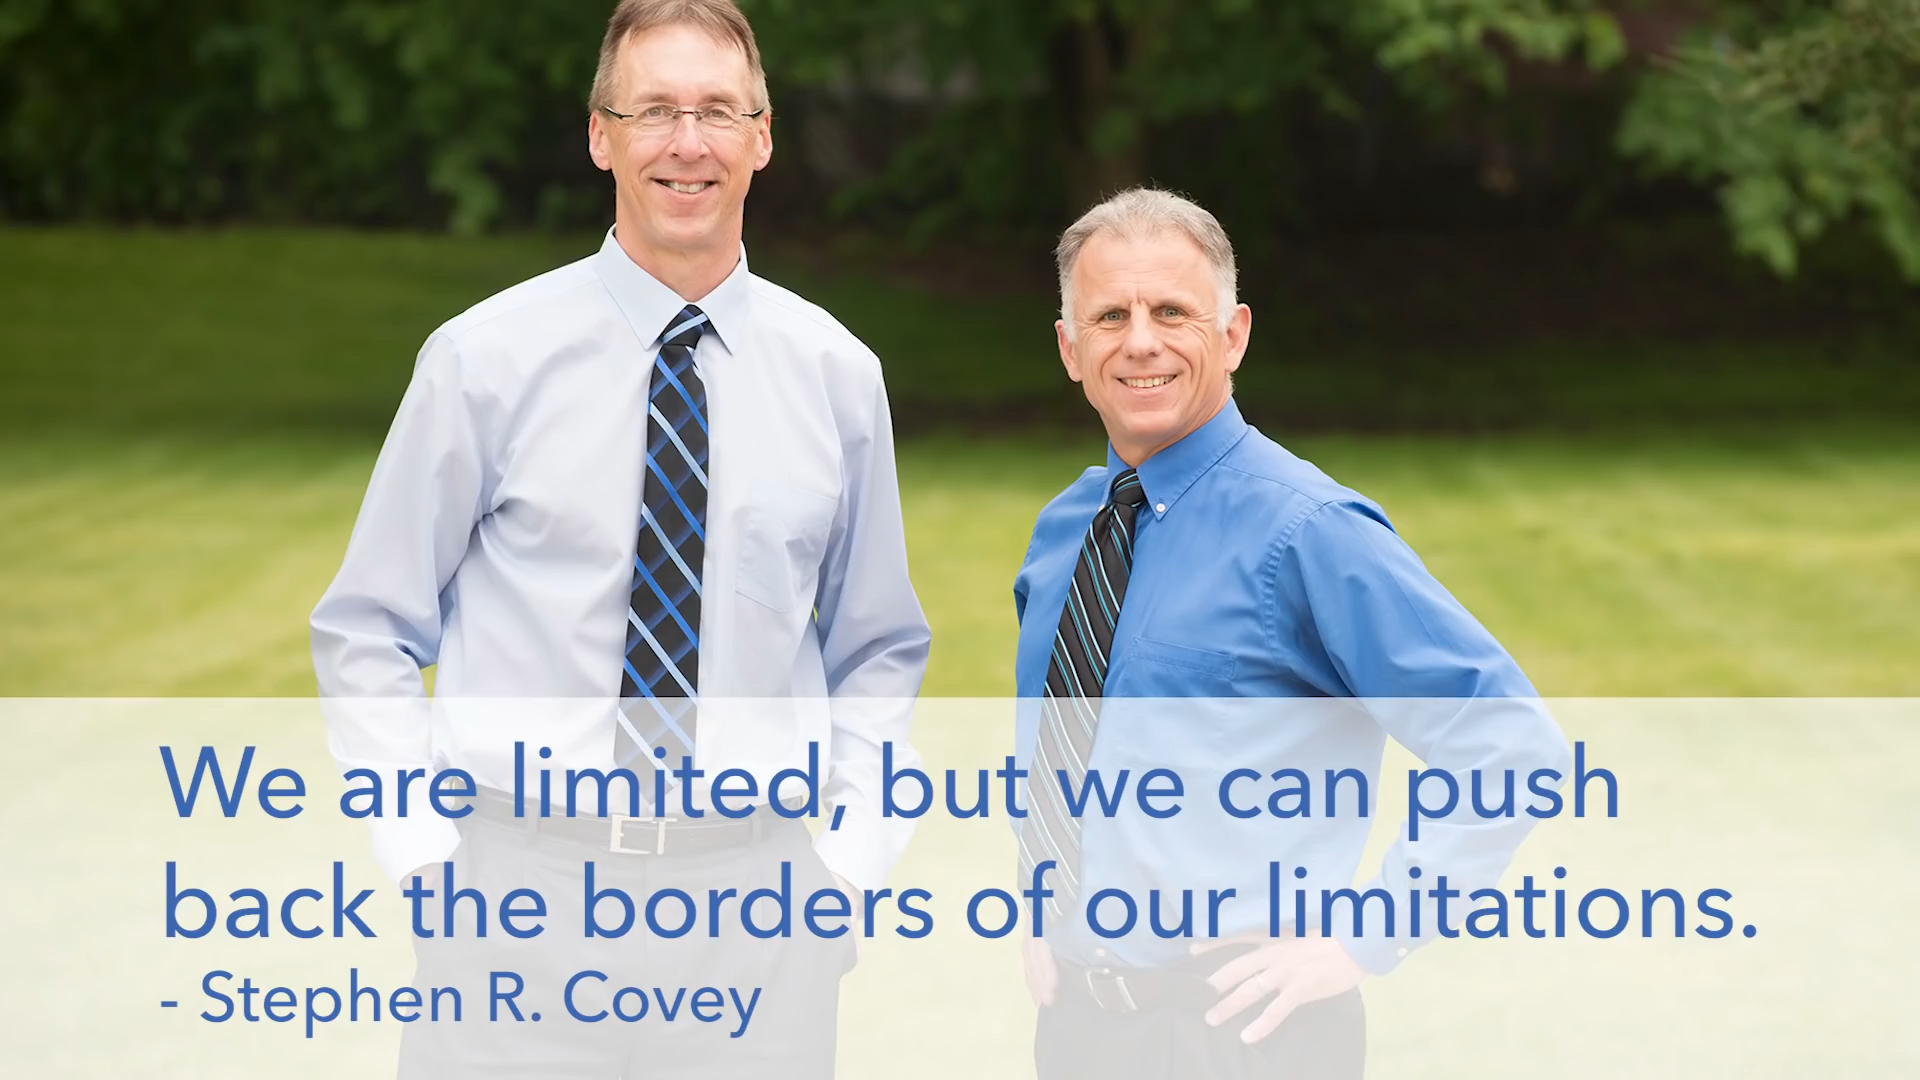 We are limited, but we can push
back the borders of our limitations.
- Stephen R. Covey